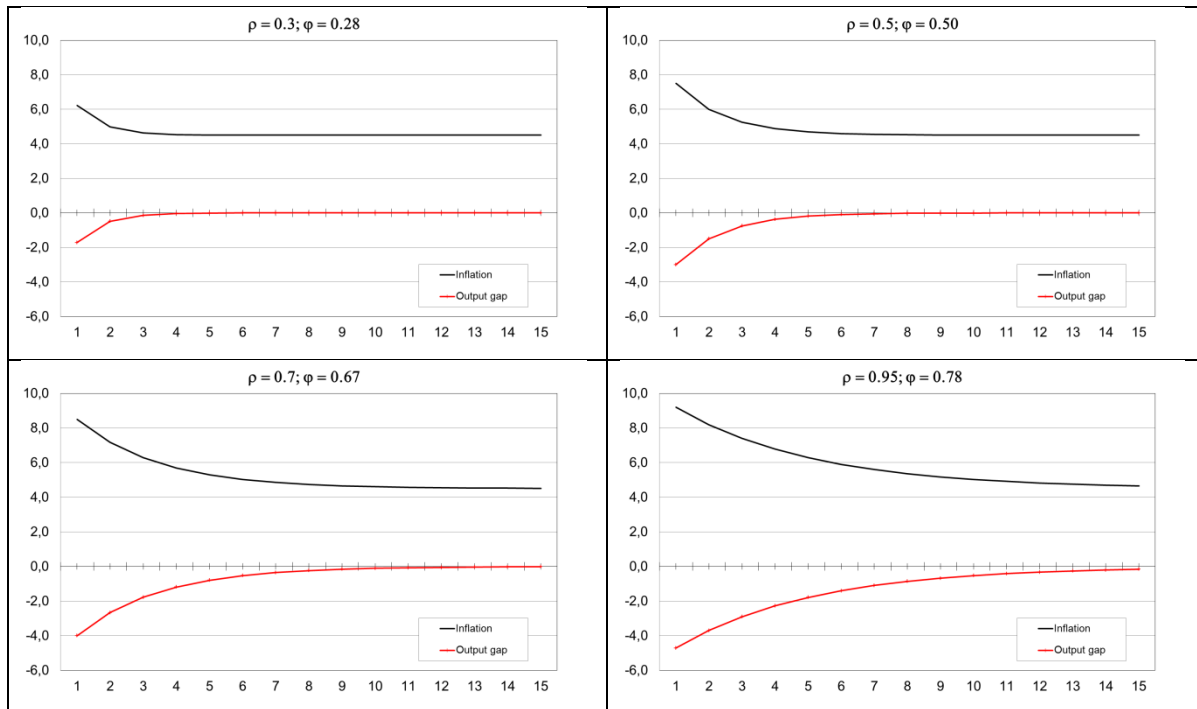 ρ = 0.3; φ = 0.28
10,0
8,0
6,0
4,0
2,0
0,0
-2,0
-4,0
-6,0
Inflation
Output gap
1 2 3 4 5 6 7 8 9 10 11 12 13 14 15
ρ = 0.5; φ = 0.50
10,0
8,0
6,0
4,0
2,0
0,0
-2,0
-4,0
-6,0
Inflation
Output gap
1 2 3 4 5 6 7 8 9 10 11 12 13 14 15
ρ = 0.7; φ = 0.67
10,0
8,0
6,0
4,0
2,0
0,0
-2,0
-4,0
-6,0
Inflation
Output gap
1 2 3 4 5 6 7 8 9 10 11 12 13 14 15
ρ = 0.95; φ = 0.78
10,0
8,0
6,0
4,0
2,0
0,0
-2,0
-4,0
-6,0
Inflation
Output gap
1 2 3 4 5 6 7 8 9 10 11 12 13 14 15